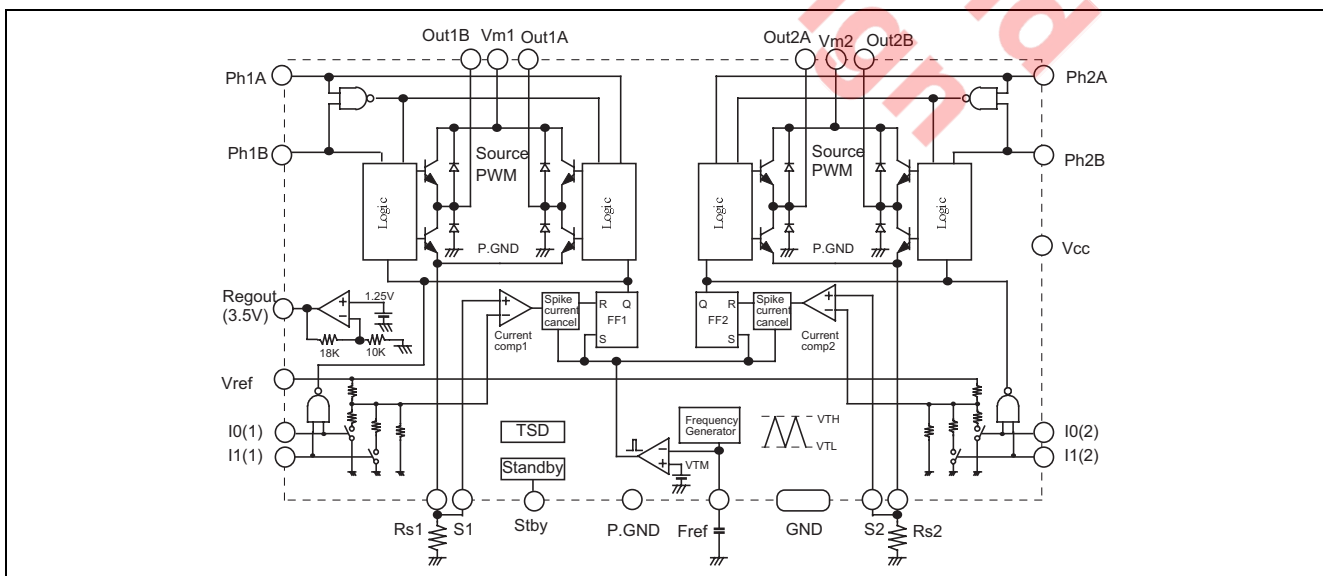 Out1B Vm1 Out1A
Out2A Vm2 Out2B
Ph1A
Ph2A
Ph1B
Ph2B
Source
PWM
Source
PWM
Logic
Logic
Logic
Logic
P.GND
P.GND
Vcc
Regout
(3.5V)
1.25V
18K
10K
Current
comp1
Spike
current
cancel
R
Q
FF1
S
Q
R
FF2
S
Spike
current
cancel
Current
comp2
Vref
I0(1)
I1(1)
TSD
Standby
Frequency
Generator
VTM
VTH
VTL
I0(2)
I1(2)
Rs1
S1
Stby
P.GND
Fref
GND
S2
Rs2